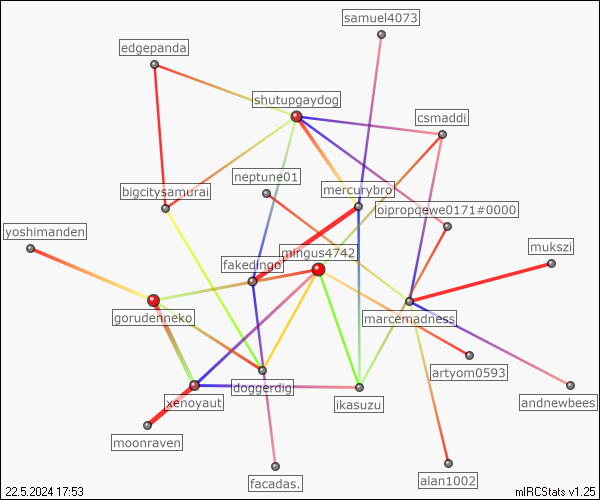 samuel4073
edgepanda
shutupgaydog
csmaddi
neptune01
mercurybro
bigcitysamurai
oipropqewe0171#0000
yoshimanden
mukszi
mingus4742
fakedingo
gorudenneko
marcemadness
artyom0593
doggerdig
xenoyaut
ikasuzu
andnewbees
moonraven
facadas.
alan1002
22.5.2024 17:53
mIRCStats v1.25